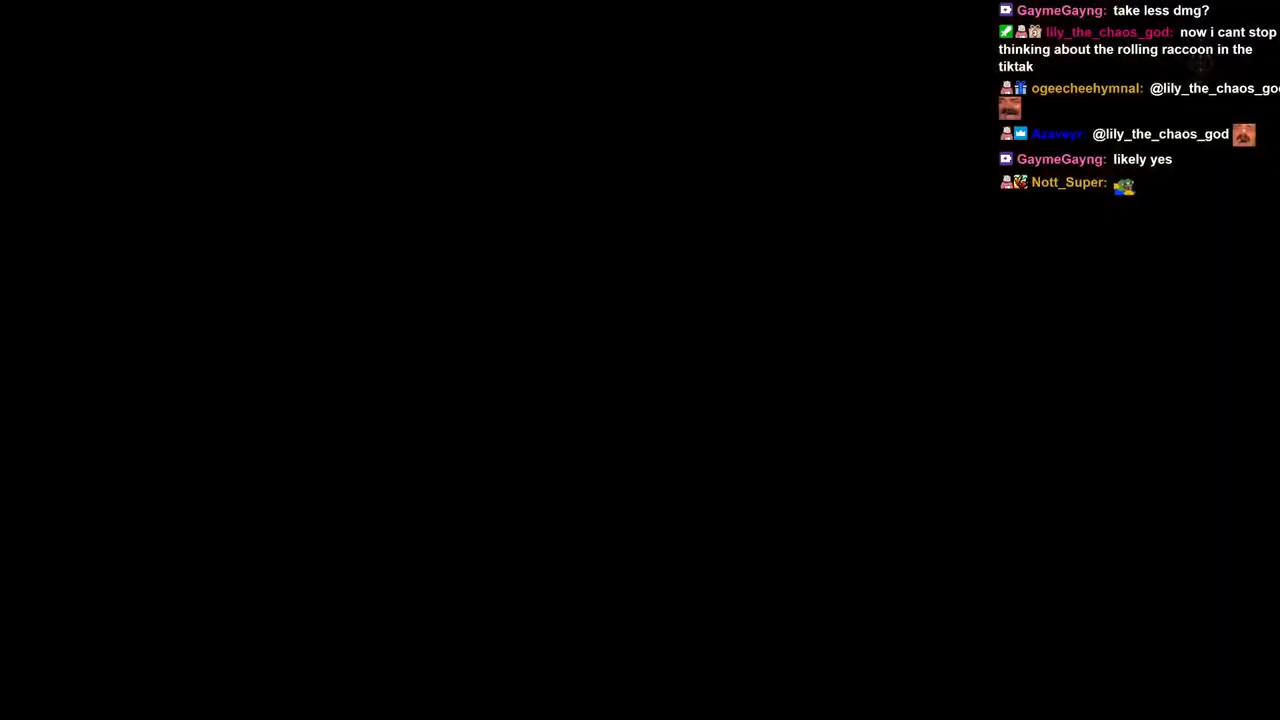 GaymeGayng: take less dmg?
lily_the_chaos_god: now i cant stop
thinking about the rolling raccoon in the
tiktak
ogeecheehymnal: @lily_the_chaos_go
Azaveyr: @lily_the_chaos_god
GaymeGayng: likely yes
Nott_Super: